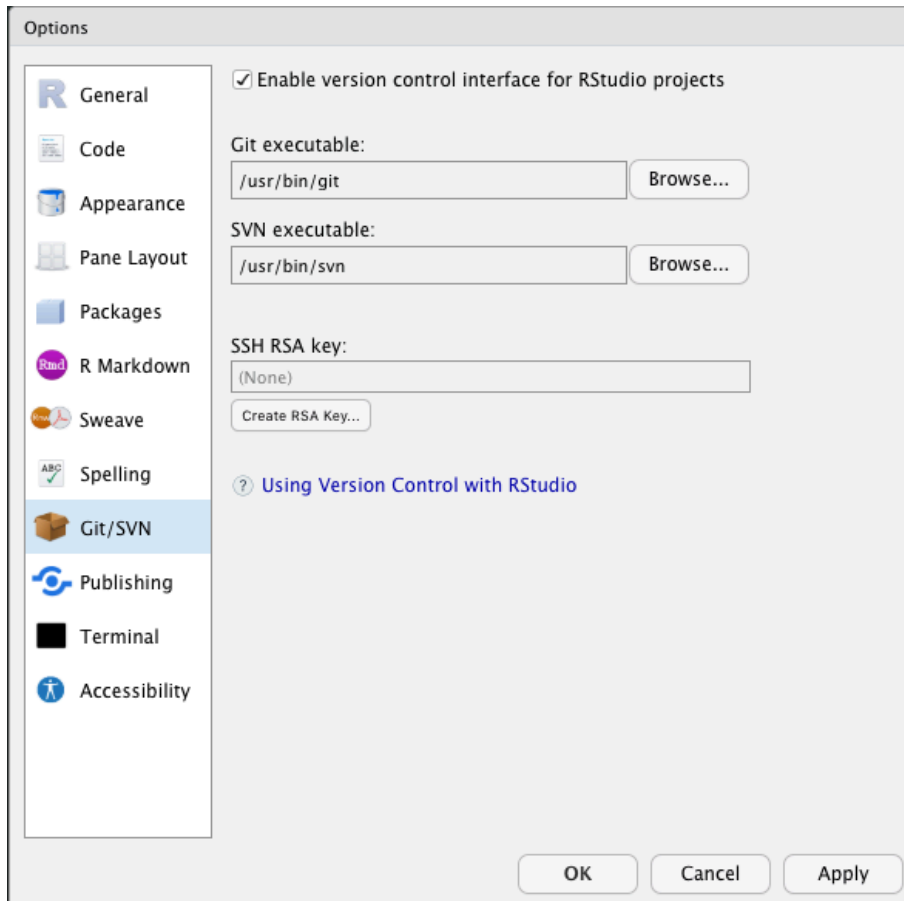 Options
General
Code
Appearance
Pane Layout
Packages
Rmd R Markdown
Sweave
ABC Spelling
Git/SVN
Publishing
Terminal
Accessibility
Enable version control interface for RStudio projects
Git executable:
/usr/bin/git Browse...
SVN executable:
/usr/bin/svn Browse...
SSH RSA key:
(None)
Create RSA Key...
? Using Version Control with RStudio
OK Cancel Apply